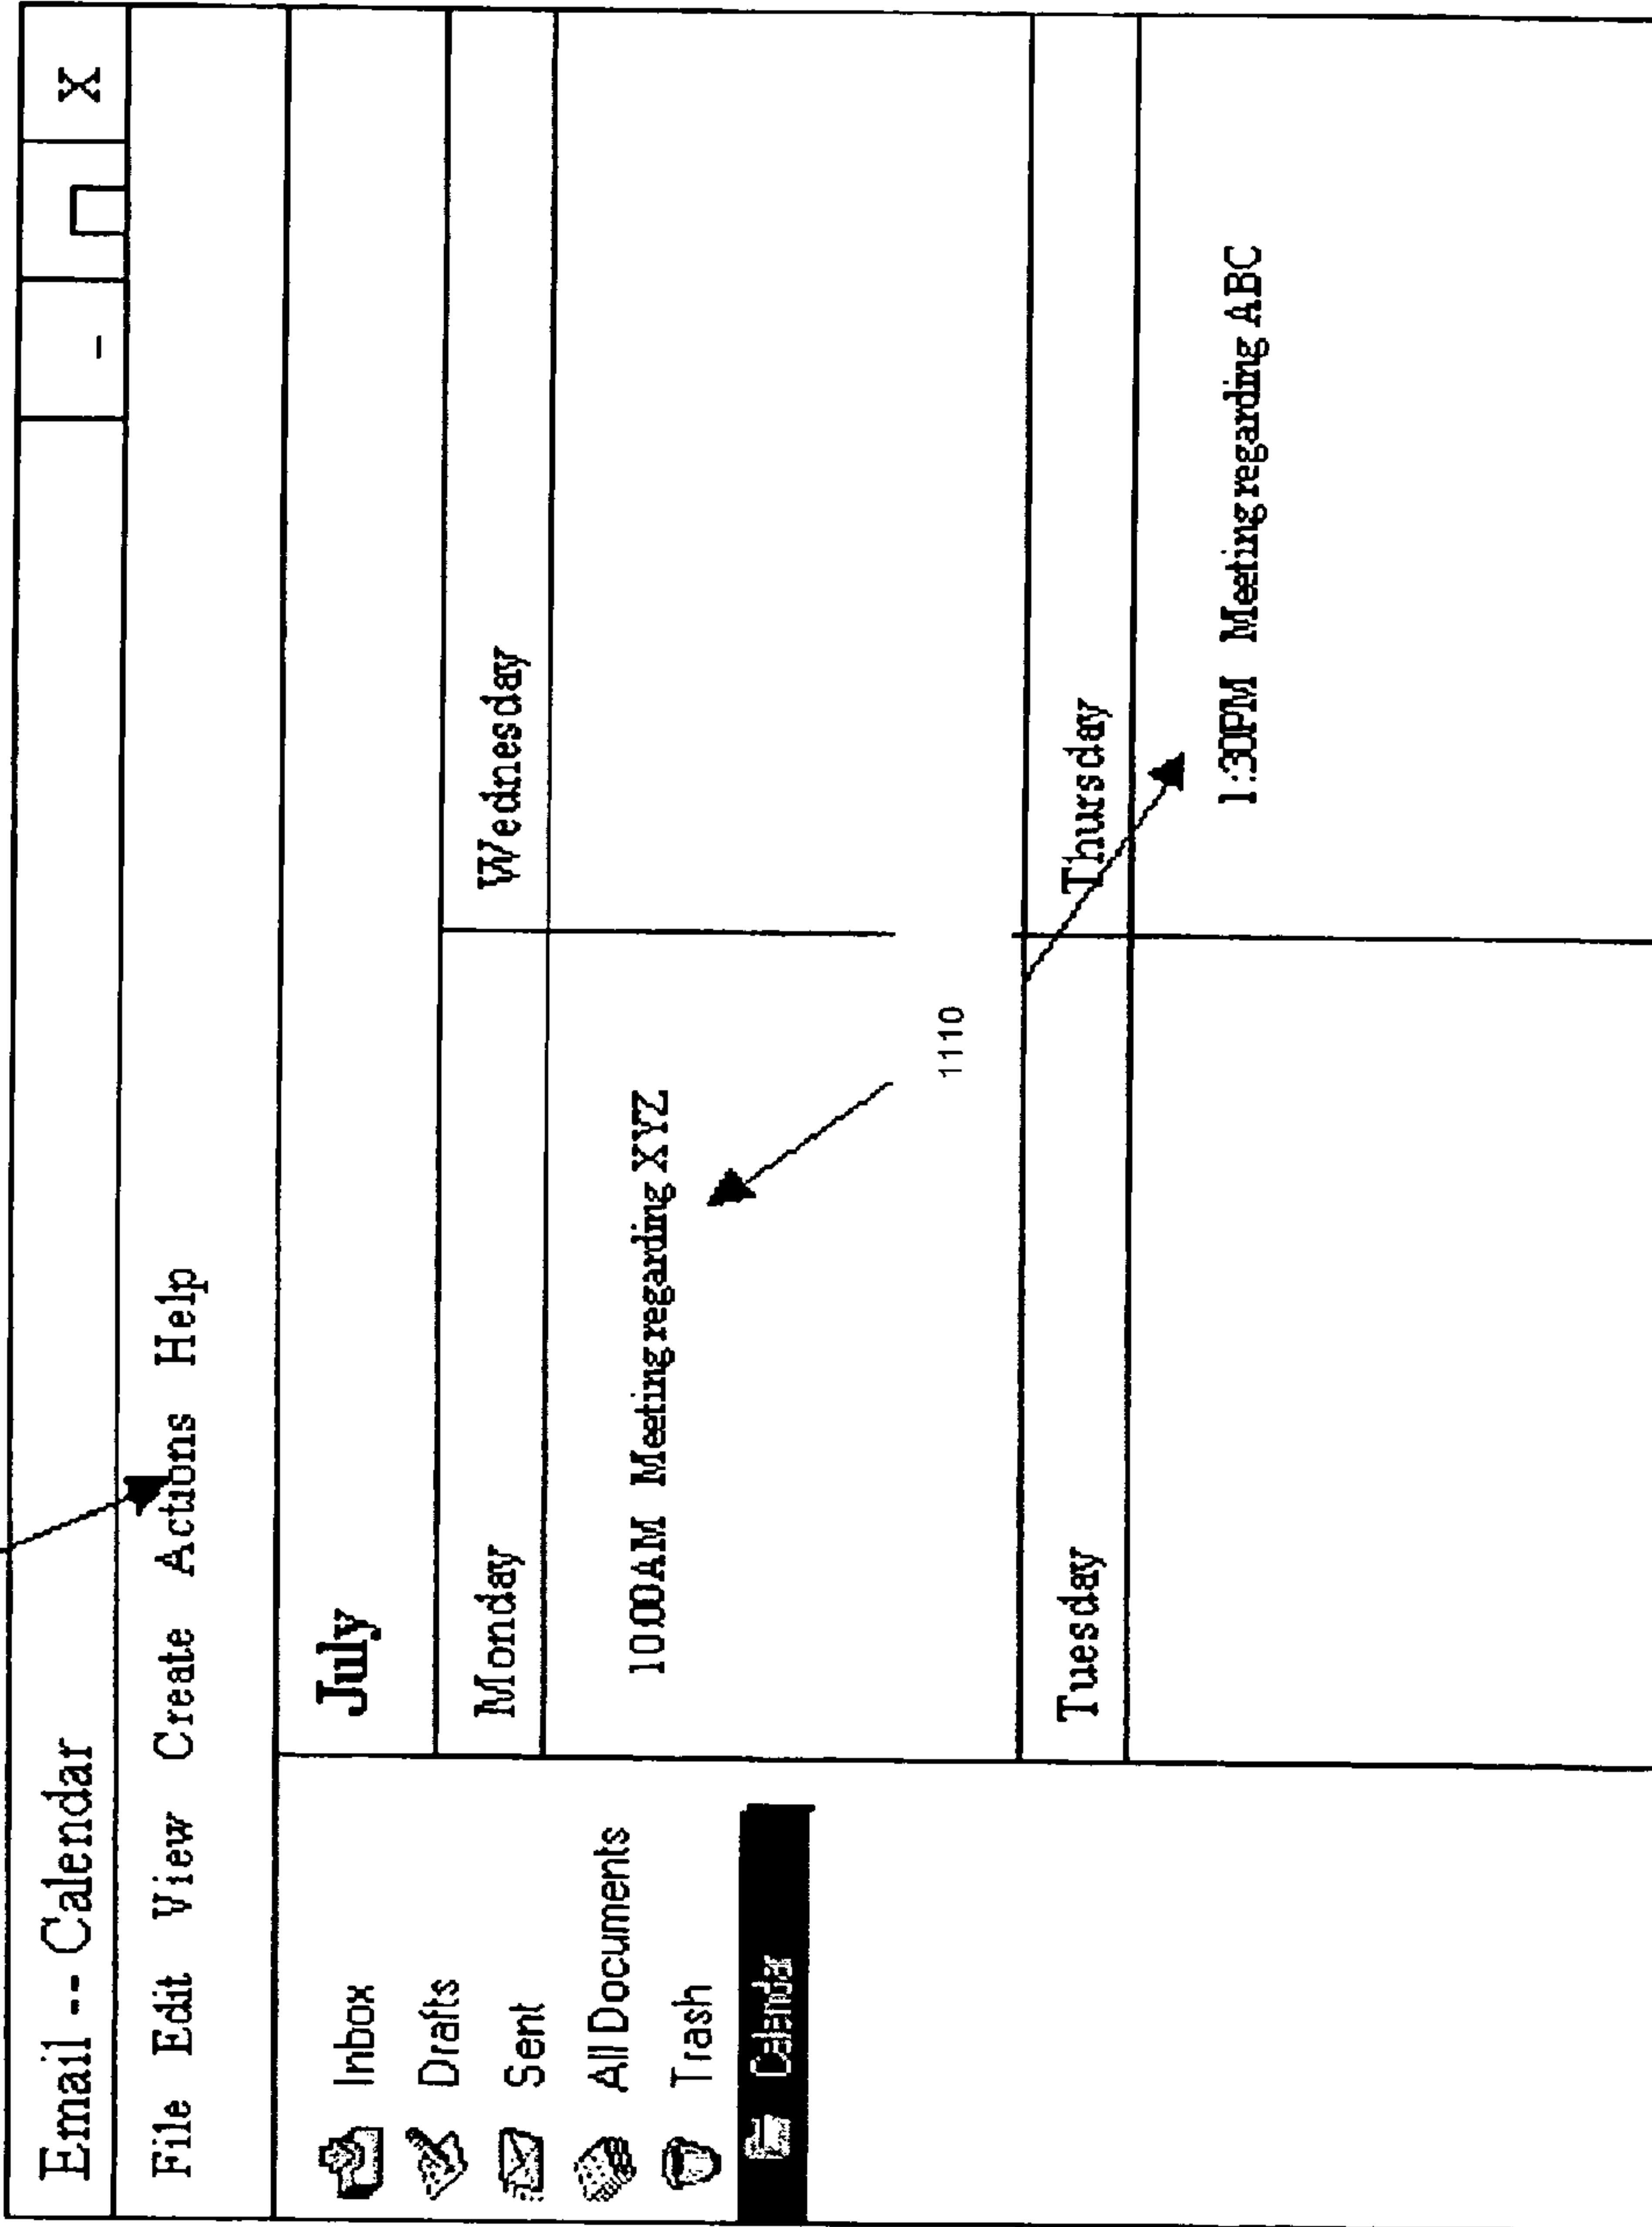 Email -- Calendar
- X
File Edit View Create Actions Help
Inbox
Drafts
Sent
All Documents
Trash
Calendar
July
Monday
Wednesday
10:00AM Meeting regarding XYZ
1110
Tuesday
Thursday
1:30PM Meeting regarding ABC